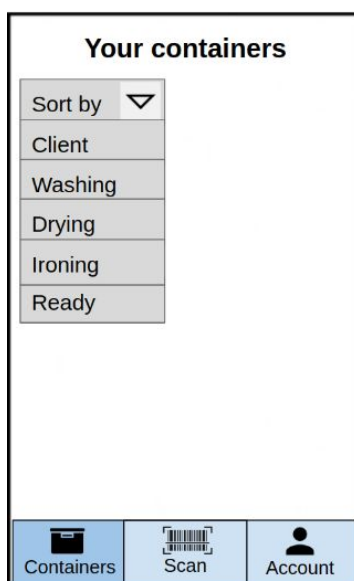 Your containers
Sort by
Client
Washing
Drying
Ironing
Ready
Containers
Scan
Account